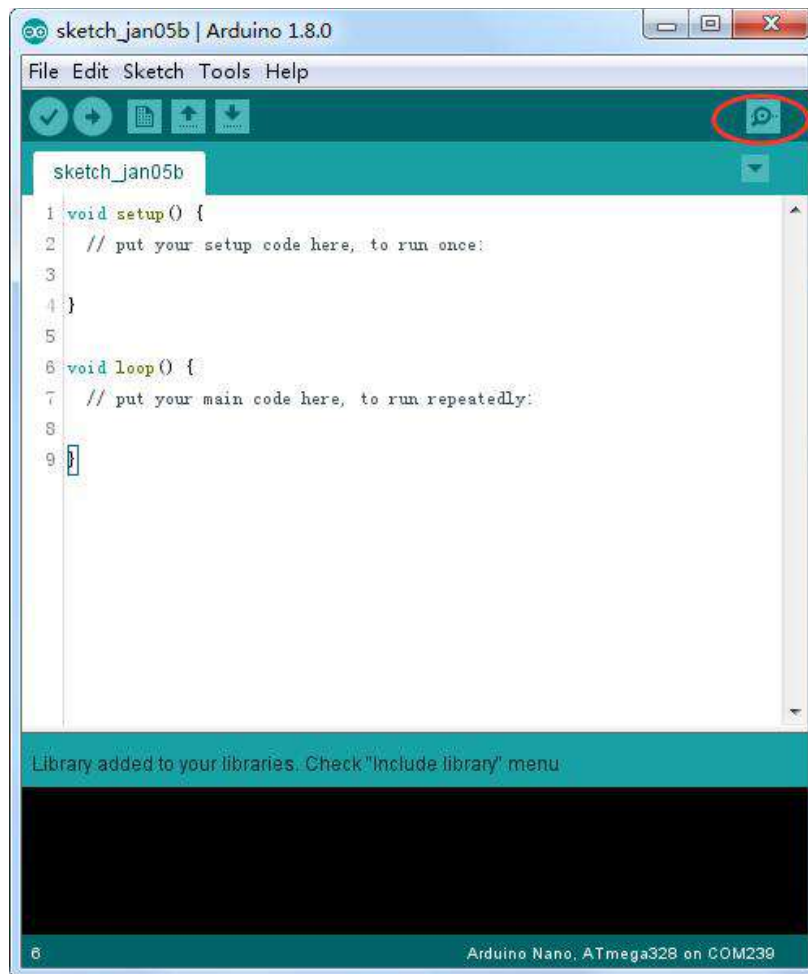 sketch_jan05b | Arduino 1.8.0
File Edit Sketch Tools Help
sketch_jan05b
1 void setup() {
2   // put your setup code here, to run once:
3
4 }
5
6 void loop() {
7   // put your main code here, to run repeatedly:
8
9 }
Library added to your libraries. Check "Include library" menu
6 Arduino Nano, ATmega328 on COM239